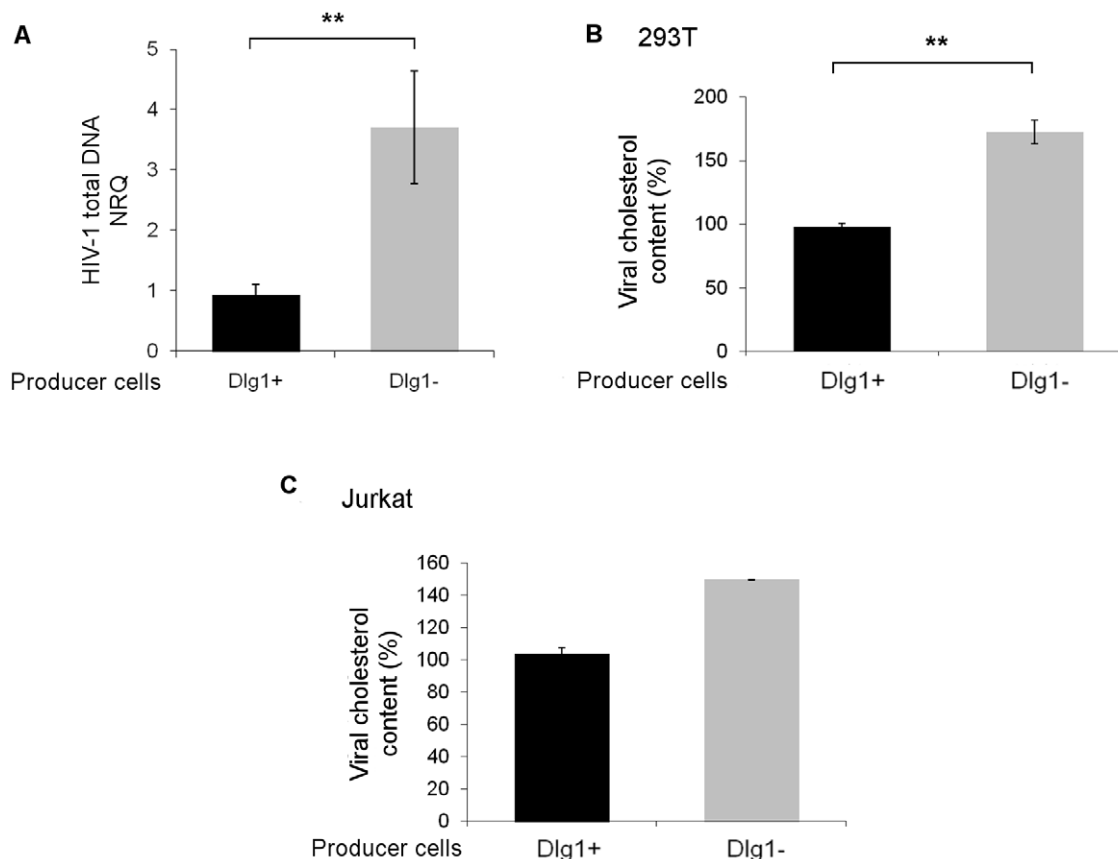 A
**
HIV-1 total DNA
NRQ
5
4
3
2
1
0
Producer cells Dlg1+ Dlg1-
B 293T
**
Viral cholesterol
content (%)
200
150
100
50
0
Producer cells Dlg1+ Dlg1-
C Jurkat
Viral cholesterol
content (%)
160
140
120
100
80
60
40
20
0
Producer cells Dlg1+ Dlg1-